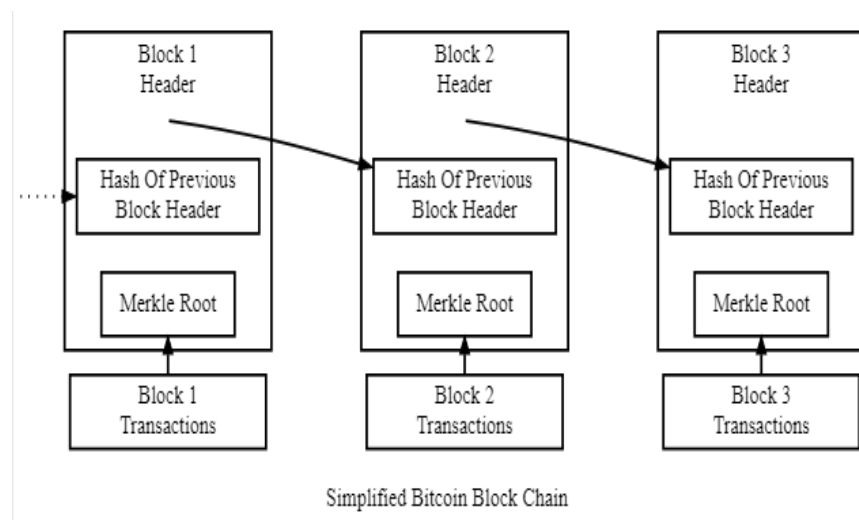 Block 1
Header
Block 2
Header
Block 3
Header
Hash Of Previous
Block Header
Hash Of Previous
Block Header
Hash Of Previous
Block Header
Merkle Root
Merkle Root
Merkle Root
Block 1
Transactions
Block 2
Transactions
Block 3
Transactions
Simplified Bitcoin Block Chain